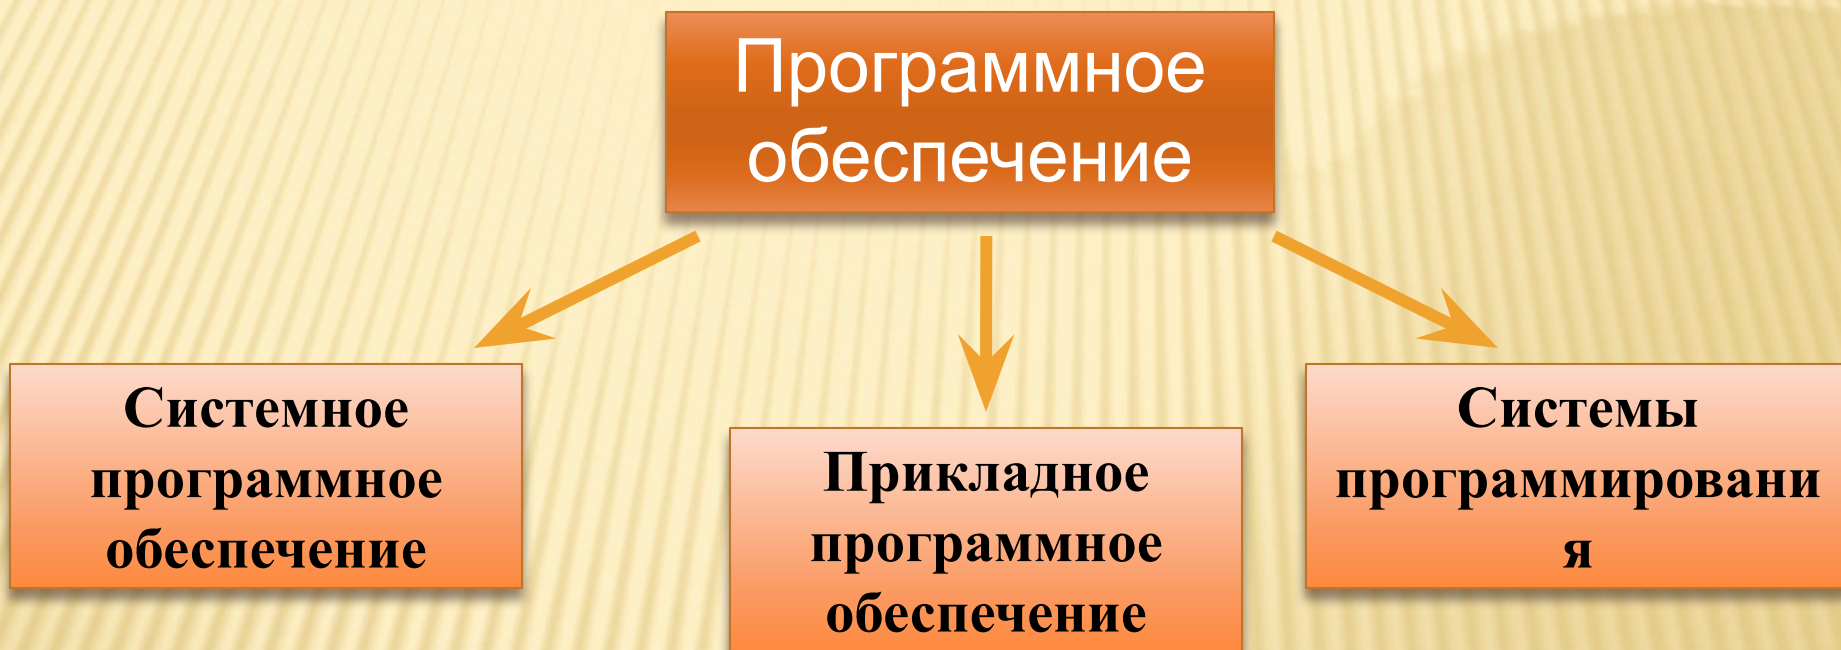 Программное
обеспечение
Системное
программное
обеспечение
Прикладное
программное
обеспечение
Системы
программировани
я